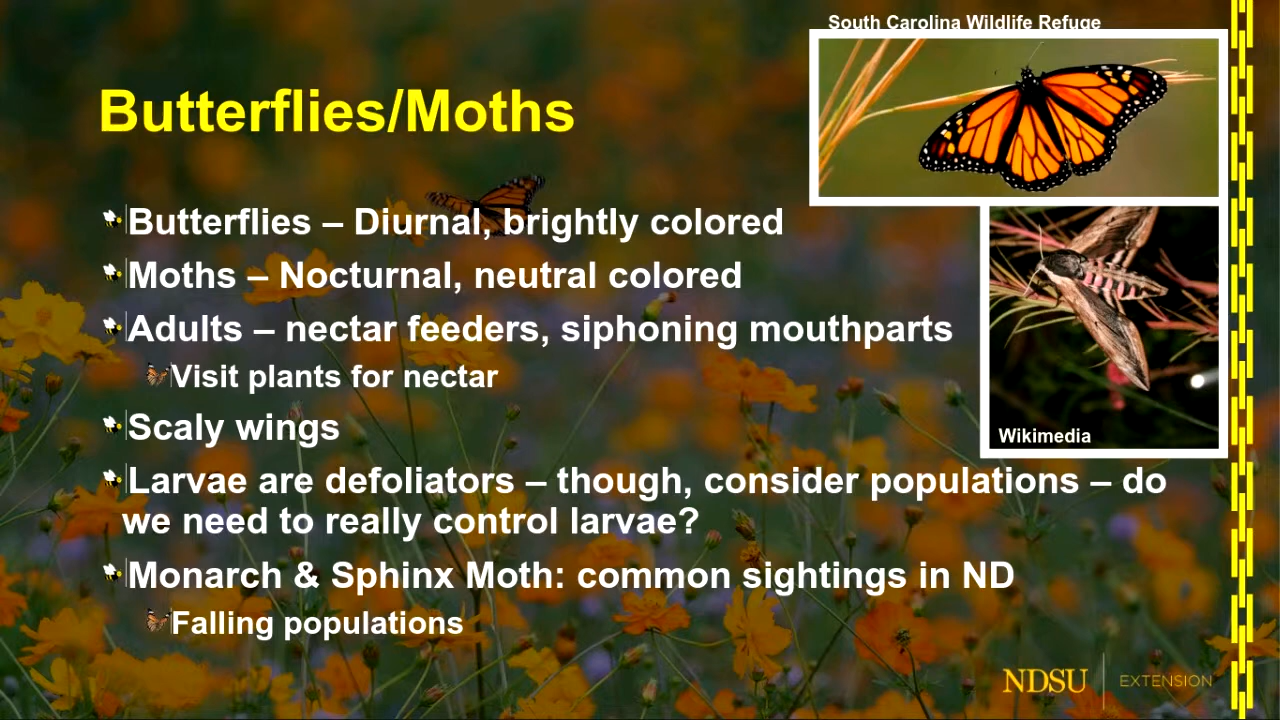 South Carolina Wildlife Refuge
Butterflies/Moths
Butterflies – Diurnal, brightly colored
Moths – Nocturnal, neutral colored
Adults – nectar feeders, siphoning mouthparts
Visit plants for nectar
Scaly wings
Wikimedia
Larvae are defoliators – though, consider populations – do
we need to really control larvae?
Monarch & Sphinx Moth: common sightings in ND
Falling populations
NDSU EXTENSION